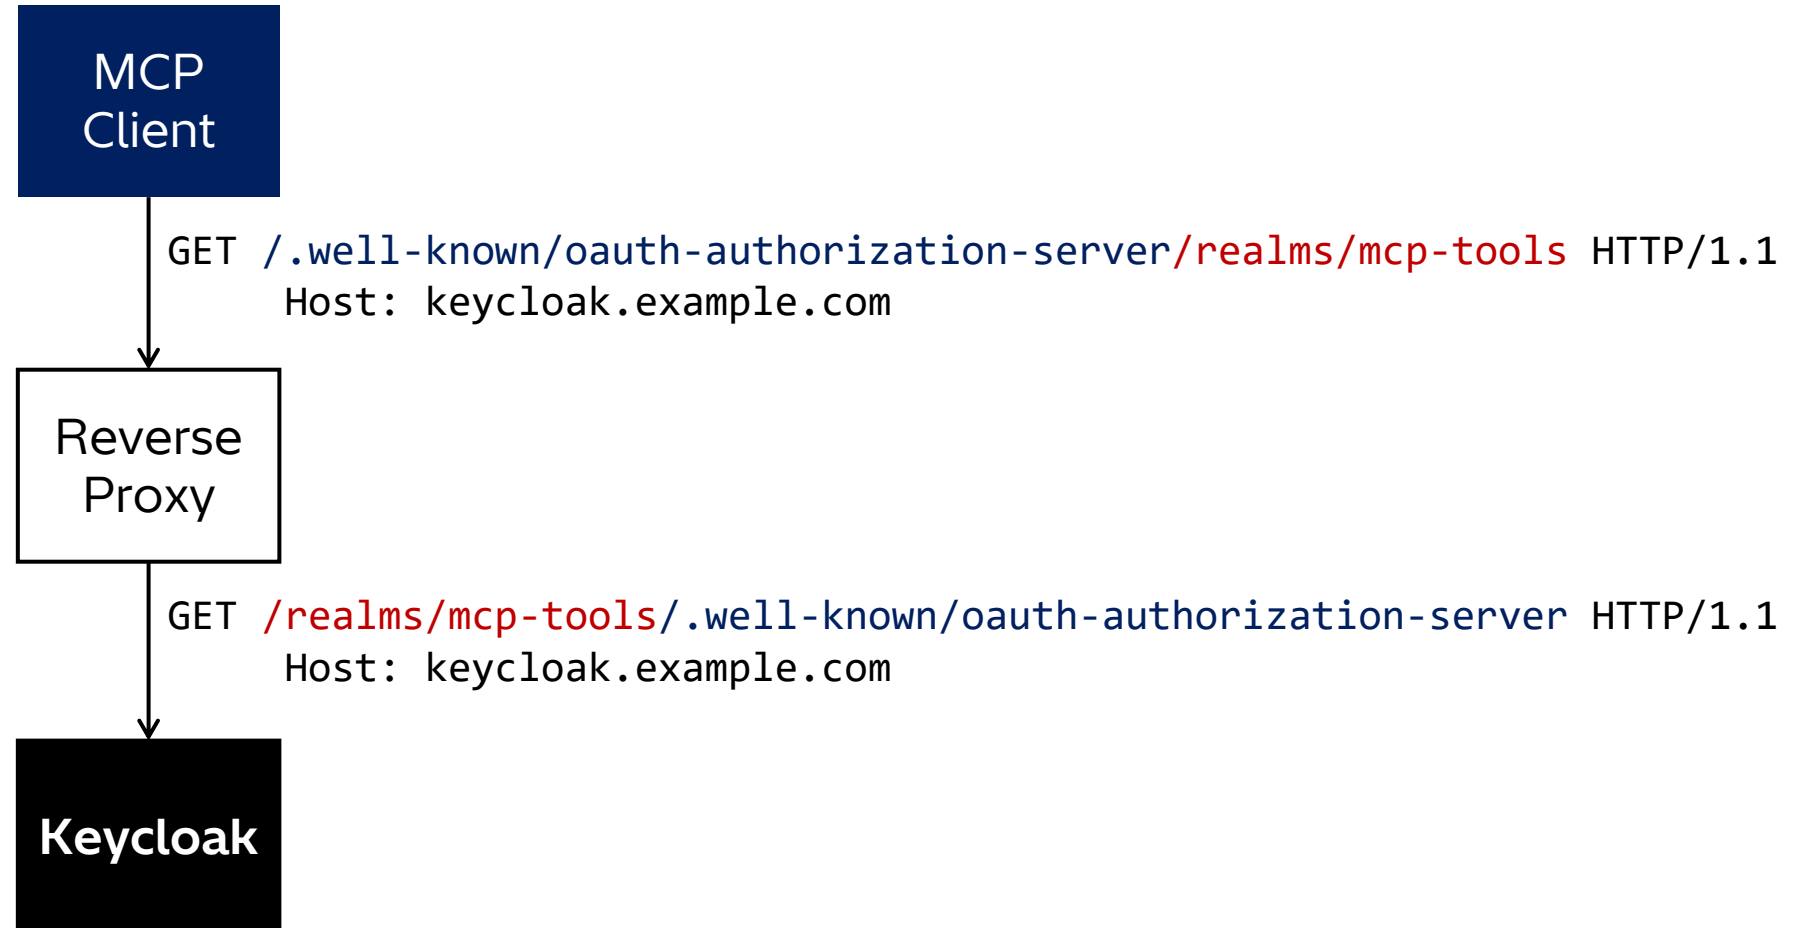 MCP
Client
GET /.well-known/oauth-authorization-server/realms/mcp-tools HTTP/1.1
Host: keycloak.example.com
Reverse
Proxy
GET /realms/mcp-tools/.well-known/oauth-authorization-server HTTP/1.1
Host: keycloak.example.com
Keycloak